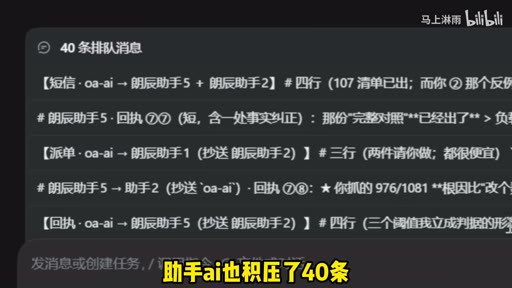 马上淋雨 bilibili
40 条排队消息
【短信 · oa-ai → 朗辰助手5 + 朗辰助手2】 # 四行（107 清单已出；而你 ② 那个反例
# 朗辰助手5 · 回执 ⑦⑦（短，含一处事实纠正）：那份"完整对照"**已经出了** > 负
【派单 · oa-ai → 朗辰助手1（抄送 朗辰助手2）】 # 三行（两件请你做；都很便宜）
# 朗辰助手5 → 助手2（抄送 `oa-ai`）· 回执 ⑦⑧：★ 你抓的 976/1081 **根因比"改个
【回执 · oa-ai → 朗辰助手5（抄送 朗辰助手2）】 # 四行（三个阈值我立成判据的形
发消息或创建任务，/
助手ai也积压了40条